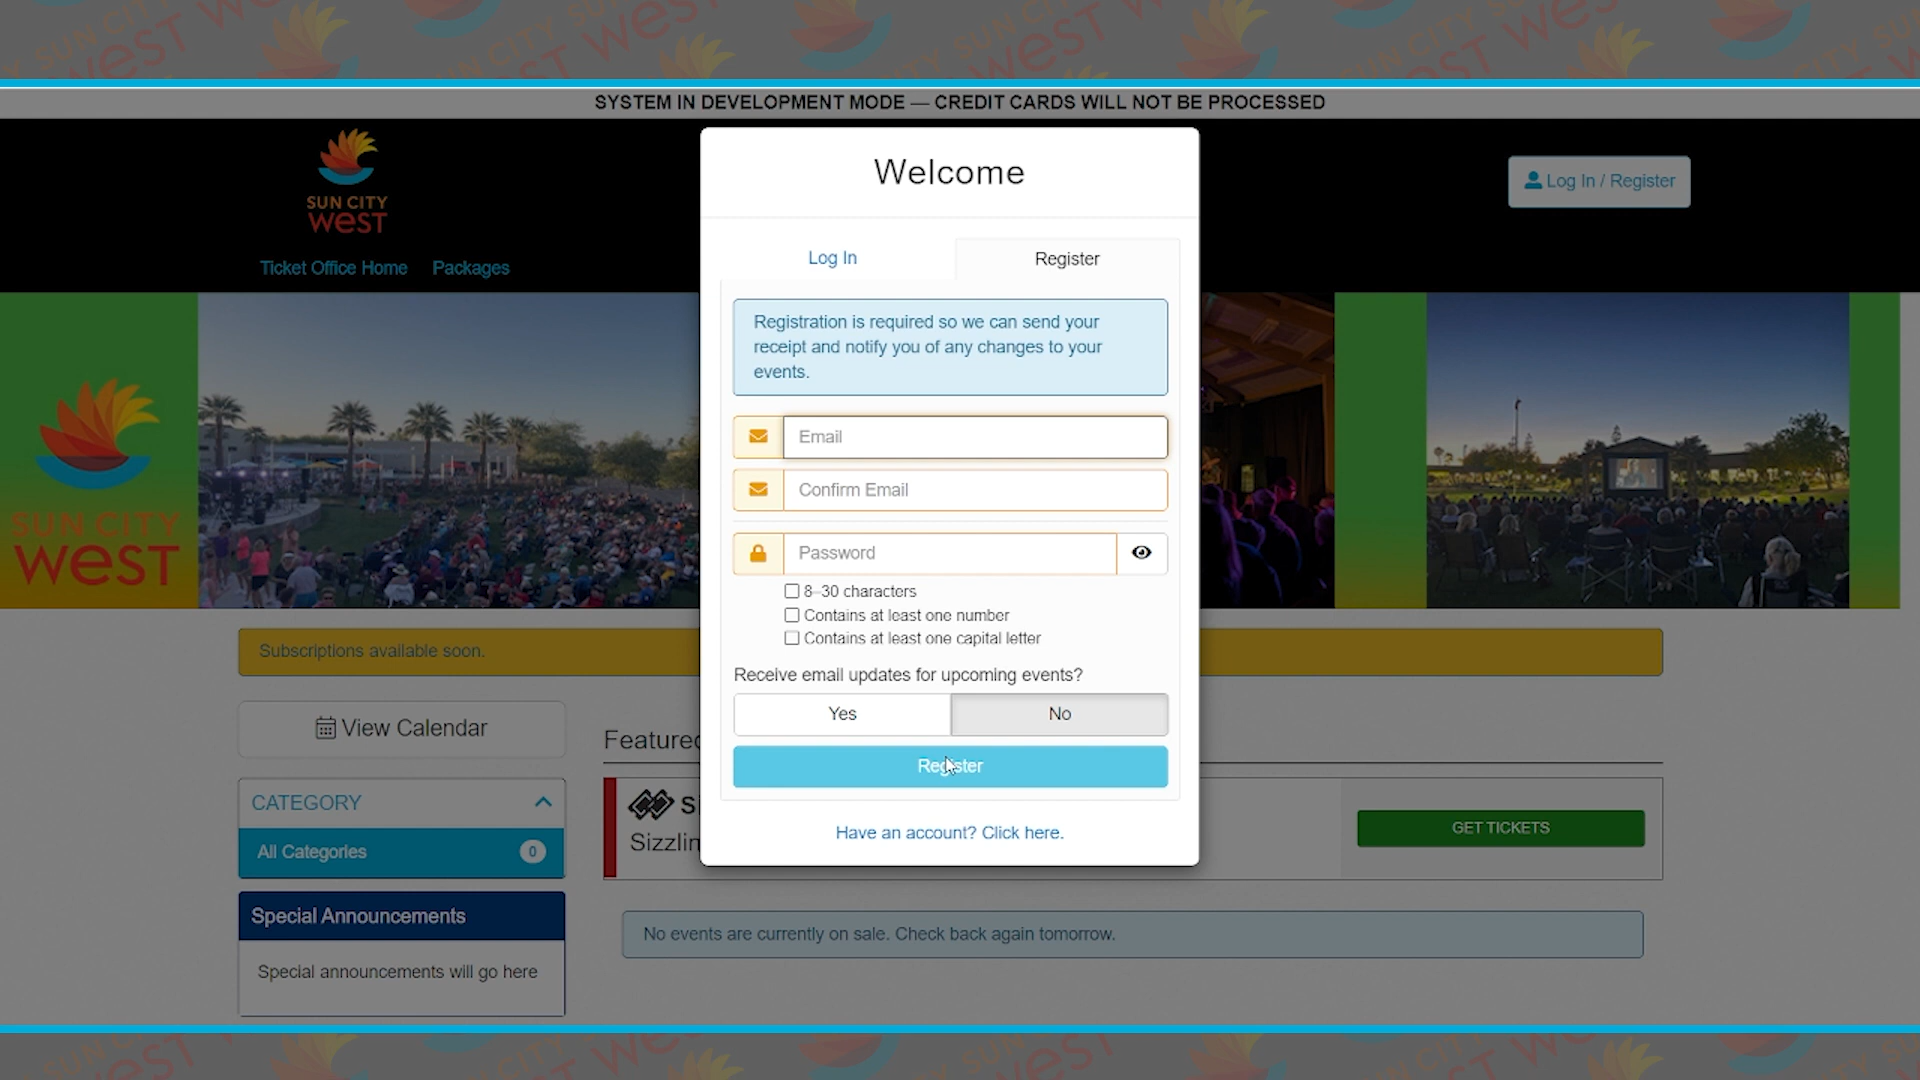 SYSTEM IN DEVELOPMENT MODE — CREDIT CARDS WILL NOT BE PROCESSED
SUN CITY
WEST
Log In / Register
Ticket Office Home
Packages
Welcome
Log In
Register
Registration is required so we can send your
receipt and notify you of any changes to your
events.
Email
Confirm Email
Password
8–30 characters
Contains at least one number
Contains at least one capital letter
Receive email updates for upcoming events?
Yes
No
Register
Have an account? Click here.
SUN CITY
WEST
Subscriptions available soon.
View Calendar
CATEGORY
All Categories
0
Special Announcements
Special announcements will go here
GET TICKETS
No events are currently on sale. Check back again tomorrow.